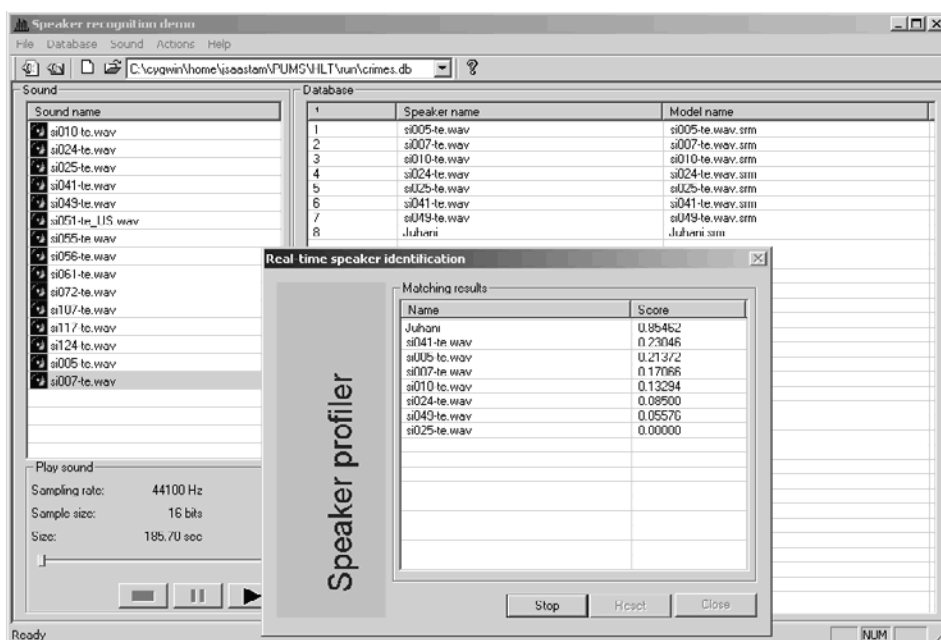 Speaker recognition demo
File Database Sound Actions Help
C:\cygwin\home\jsaastam\PUMS\HLT\run\crimes.db
Sound
Sound name
si010-te.wav
si024-te.wav
si025-te.wav
si041-te.wav
si049-te.wav
si051-te_US.wav
si055-te.wav
si056-te.wav
si061-te.wav
si072-te.wav
si107-te.wav
si117-te.wav
si124-te.wav
si005-te.wav
si007-te.wav
Database
Speaker name Model name
1 si005-te.wav si005-te.wav.srm
2 si007-te.wav si007-te.wav.srm
3 si010-te.wav si010-te.wav.srm
4 si024-te.wav si024-te.wav.srm
5 si025-te.wav si025-te.wav.srm
6 si041-te.wav si041-te.wav.srm
7 si049-te.wav si049-te.wav.srm
8 Juhani Juhani.srm
Real-time speaker identification
Speaker profiler
Matching results
Name Score
Juhani 0.85462
si041-te.wav 0.23046
si005-te.wav 0.21372
si007-te.wav 0.17066
si010-te.wav 0.13294
si024-te.wav 0.08500
si049-te.wav 0.05576
si025-te.wav 0.00000
Stop Reset Close
Play sound
Sampling rate: 44100 Hz
Sample size: 16 bits
Size: 185.70 sec
Ready NUM